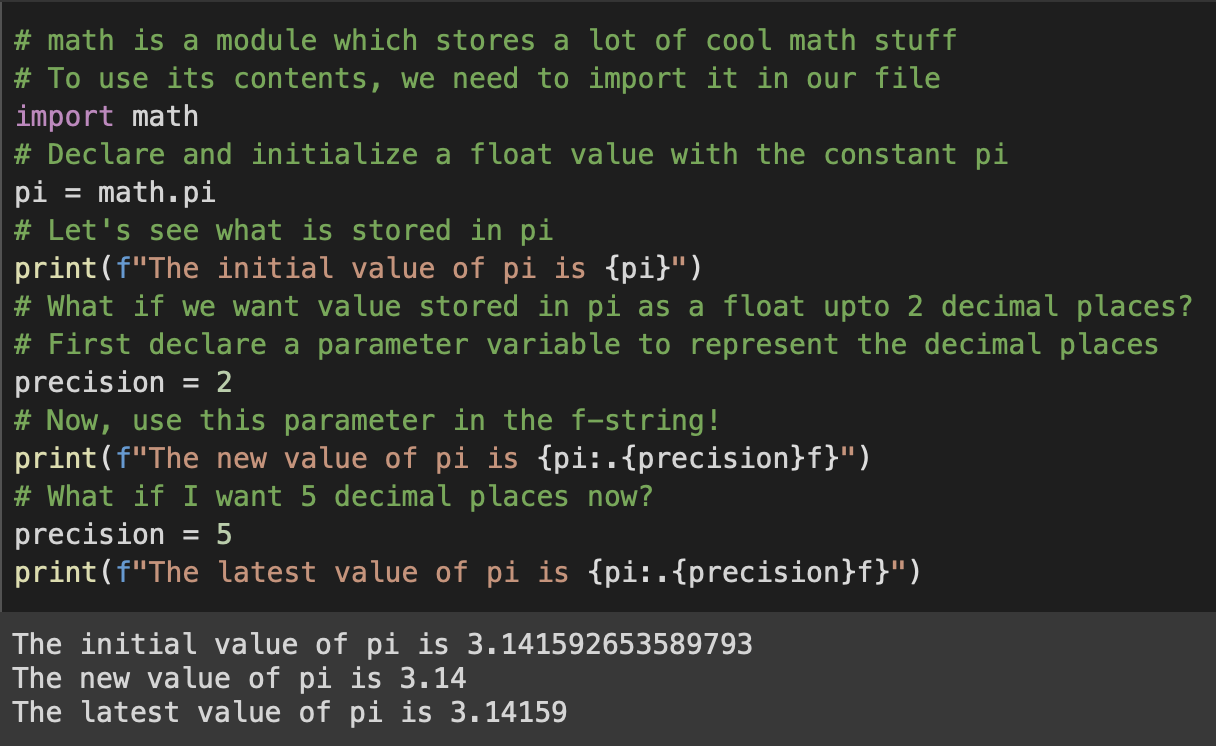 # math is a module which stores a lot of cool math stuff
# To use its contents, we need to import it in our file
import math
# Declare and initialize a float value with the constant pi
pi = math.pi
# Let's see what is stored in pi
print(f"The initial value of pi is {pi}")
# What if we want value stored in pi as a float upto 2 decimal places?
# First declare a parameter variable to represent the decimal places
precision = 2
# Now, use this parameter in the f-string!
print(f"The new value of pi is {pi:.{precision}f}")
# What if I want 5 decimal places now?
precision = 5
print(f"The latest value of pi is {pi:.{precision}f}")
The initial value of pi is 3.141592653589793
The new value of pi is 3.14
The latest value of pi is 3.14159